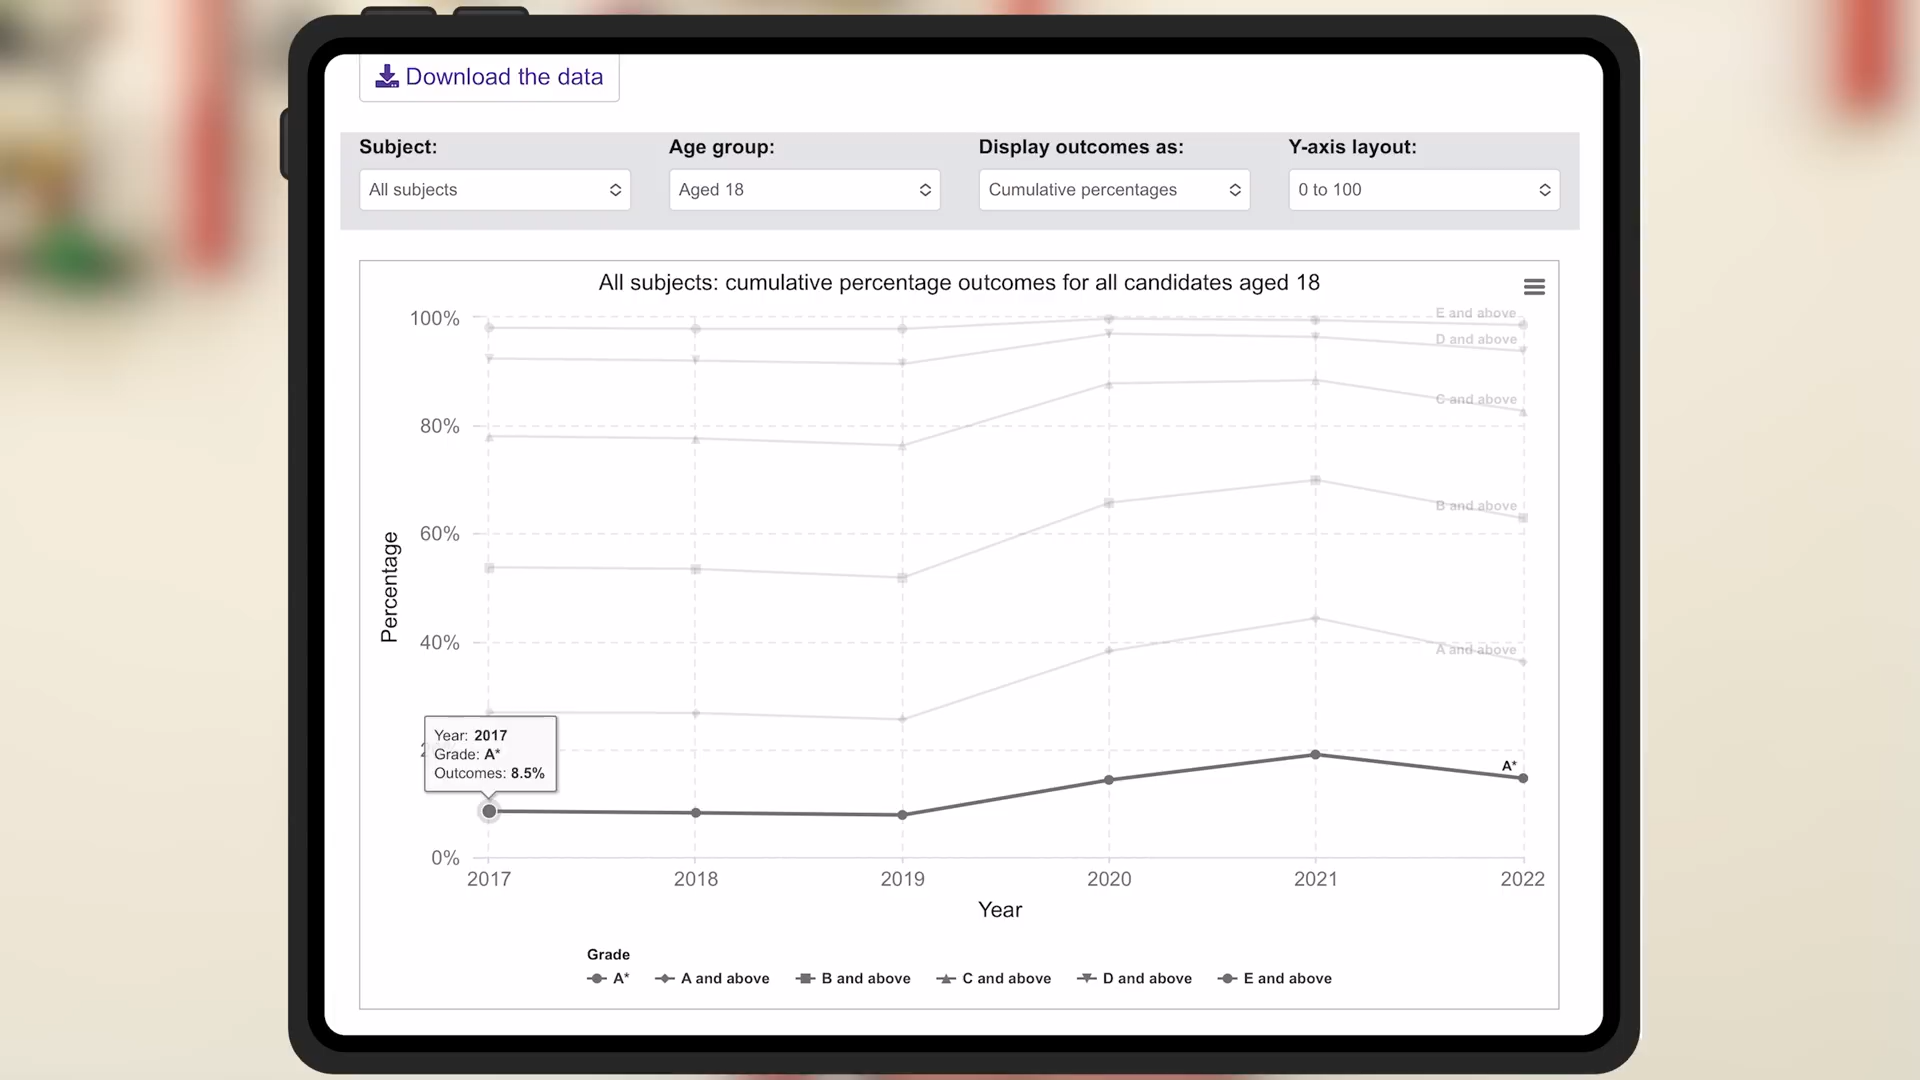 Download the data
Subject: Age group: Display outcomes as: Y-axis layout:
All subjects Aged 18 Cumulative percentages 0 to 100
All subjects: cumulative percentage outcomes for all candidates aged 18
100%
E and above
D and above
C and above
80%
B and above
60%
Percentage
40%
A and above
Year: 2017
Grade: A*
Outcomes: 8.5%
A*
0%
2017 2018 2019 2020 2021 2022
Year
Grade
A* A and above B and above C and above D and above E and above